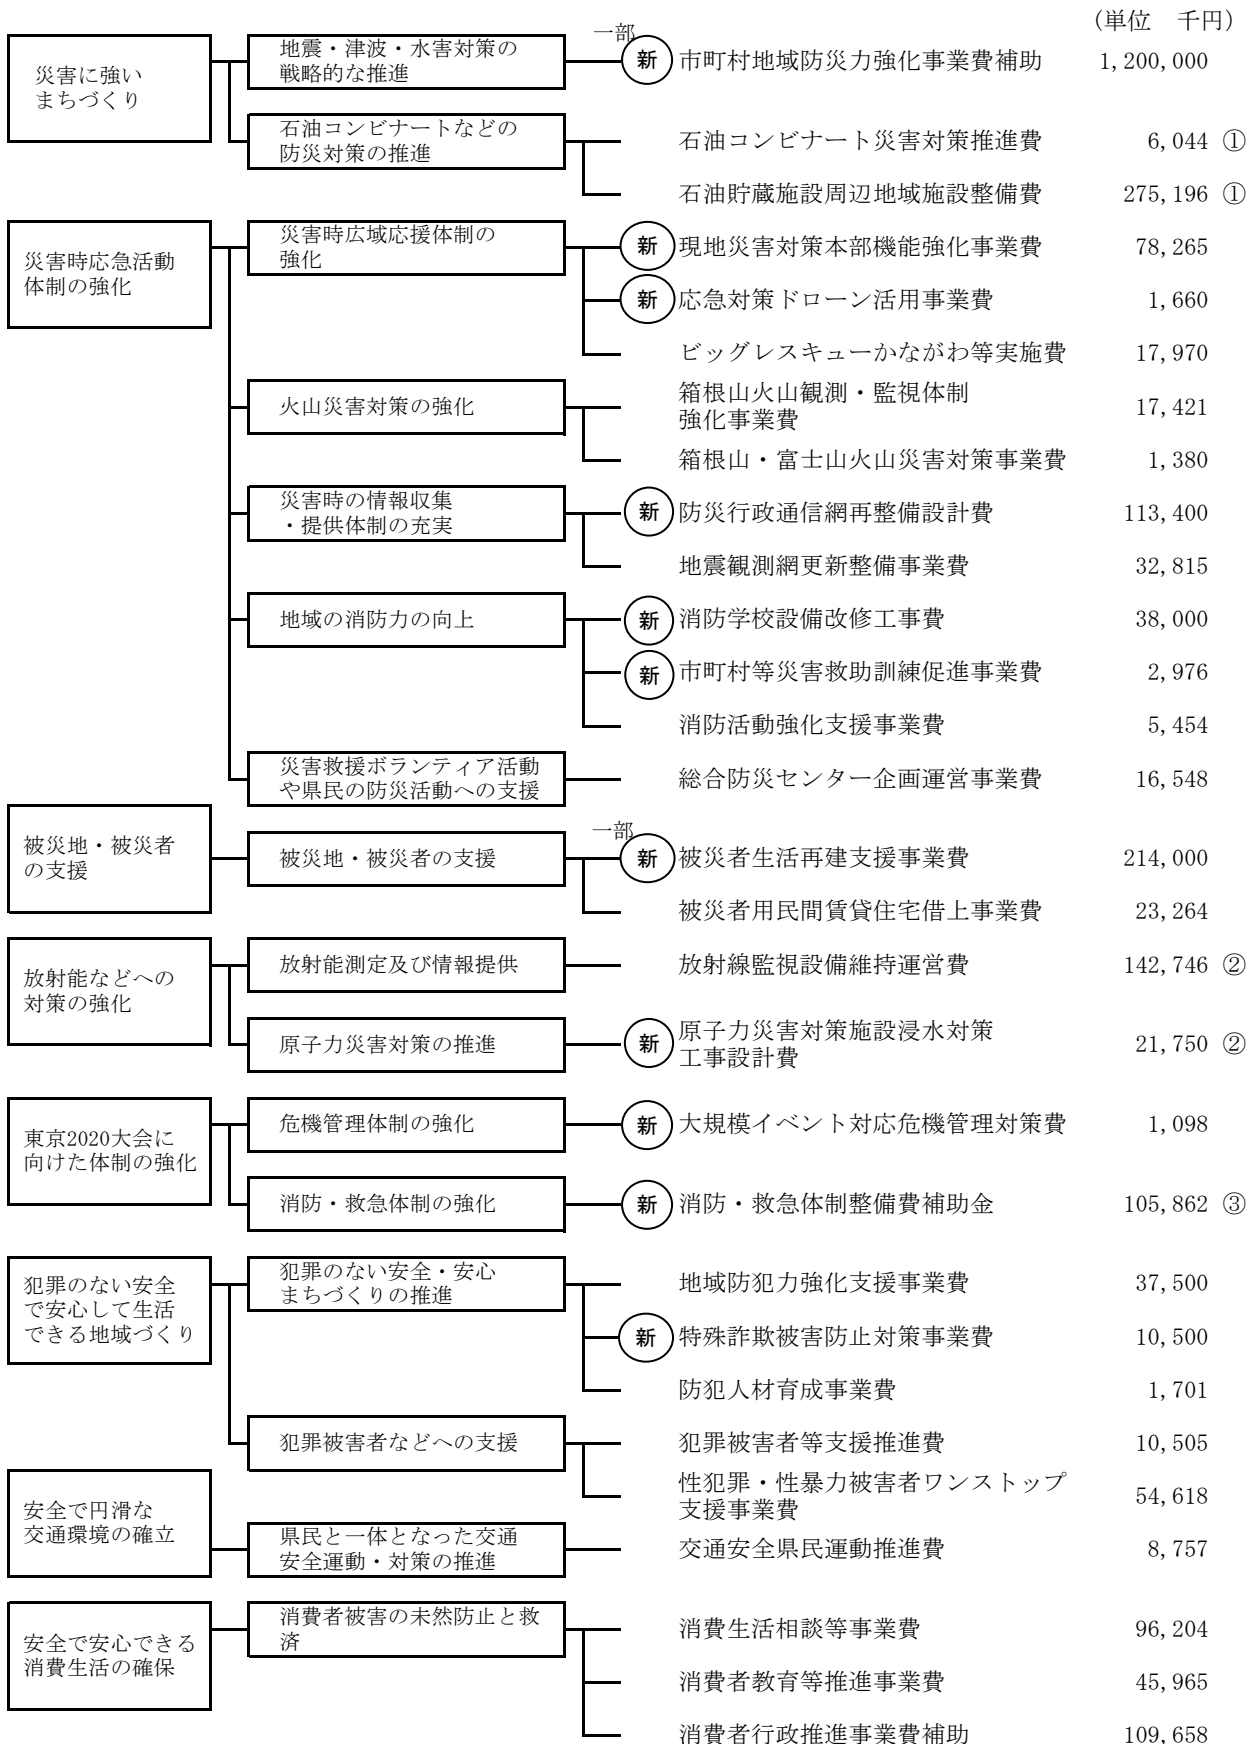 (単位 千円)
災害に強い
まちづくり
地震・津波・水害対策の
戦略的な推進
一部
新 市町村地域防災力強化事業費補助 1,200,000
石油コンビナートなどの
防災対策の推進
石油コンビナート災害対策推進費 6,044 ①
石油貯蔵施設周辺地域施設整備費 275,196 ①
災害時応急活動
体制の強化
災害時広域応援体制の
強化
新 現地災害対策本部機能強化事業費 78,265
新 応急対策ドローン活用事業費 1,660
ビッグレスキューかながわ等実施費 17,970
火山災害対策の強化
箱根山火山観測・監視体制
強化事業費 17,421
箱根山・富士山火山災害対策事業費 1,380
災害時の情報収集
・提供体制の充実
新 防災行政通信網再整備設計費 113,400
地震観測網更新整備事業費 32,815
地域の消防力の向上
新 消防学校設備改修工事費 38,000
新 市町村等災害救助訓練促進事業費 2,976
消防活動強化支援事業費 5,454
災害救援ボランティア活動
や県民の防災活動への支援
総合防災センター企画運営事業費 16,548
被災地・被災者
の支援
被災地・被災者の支援
一部
新 被災者生活再建支援事業費 214,000
被災者用民間賃貸住宅借上事業費 23,264
放射能などへの
対策の強化
放射能測定及び情報提供
放射線監視設備維持運営費 142,746 ②
原子力災害対策の推進
新 原子力災害対策施設浸水対策
工事設計費 21,750 ②
東京2020大会に
向けた体制の強化
危機管理体制の強化
新 大規模イベント対応危機管理対策費 1,098
消防・救急体制の強化
新 消防・救急体制整備費補助金 105,862 ③
犯罪のない安全
で安心して生活
できる地域づくり
犯罪のない安全・安心
まちづくりの推進
地域防犯力強化支援事業費 37,500
新 特殊詐欺被害防止対策事業費 10,500
防犯人材育成事業費 1,701
犯罪被害者などへの支援
犯罪被害者等支援推進費 10,505
性犯罪・性暴力被害者ワンストップ
支援事業費 54,618
安全で円滑な
交通環境の確立
県民と一体となった交通
安全運動・対策の推進
交通安全県民運動推進費 8,757
安全で安心できる
消費生活の確保
消費者被害の未然防止と救
済
消費生活相談等事業費 96,204
消費者教育等推進事業費 45,965
消費者行政推進事業費補助 109,658